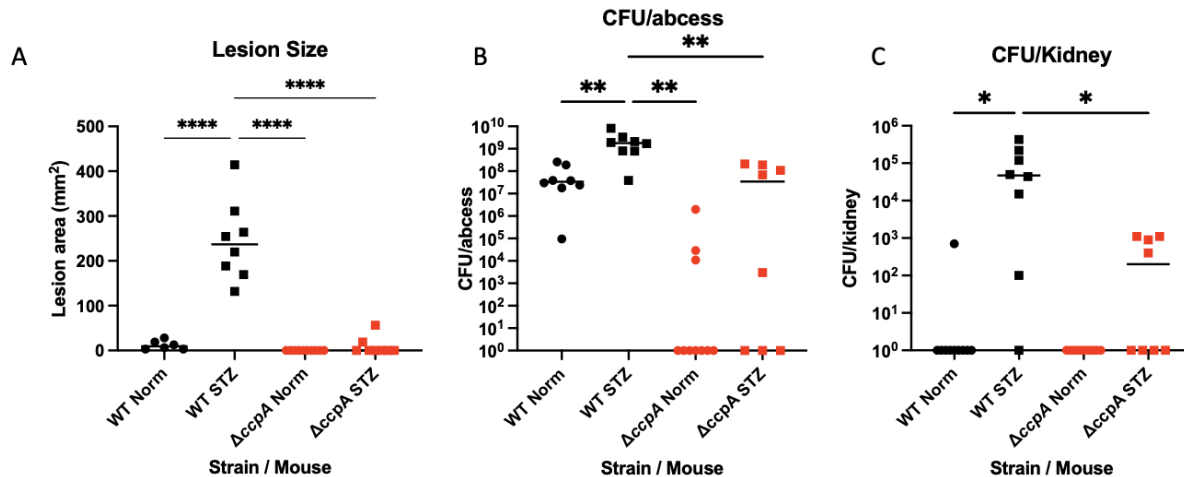 A
Lesion Size
****
****
****
Lesion area (mm²)
500
400
300
200
100
0
WT Norm
WT STZ
ΔccpA Norm
ΔccpA STZ
Strain / Mouse
B
CFU/abcess
**
**
**
CFU/abcess
10¹⁰
10⁹
10⁸
10⁷
10⁶
10⁵
10⁴
10³
10²
10¹
10⁰
WT Norm
WT STZ
ΔccpA Norm
ΔccpA STZ
Strain / Mouse
C
CFU/Kidney
*
*
CFU/kidney
10⁶
10⁵
10⁴
10³
10²
10¹
10⁰
WT Norm
WT STZ
ΔccpA Norm
ΔccpA STZ
Strain / Mouse